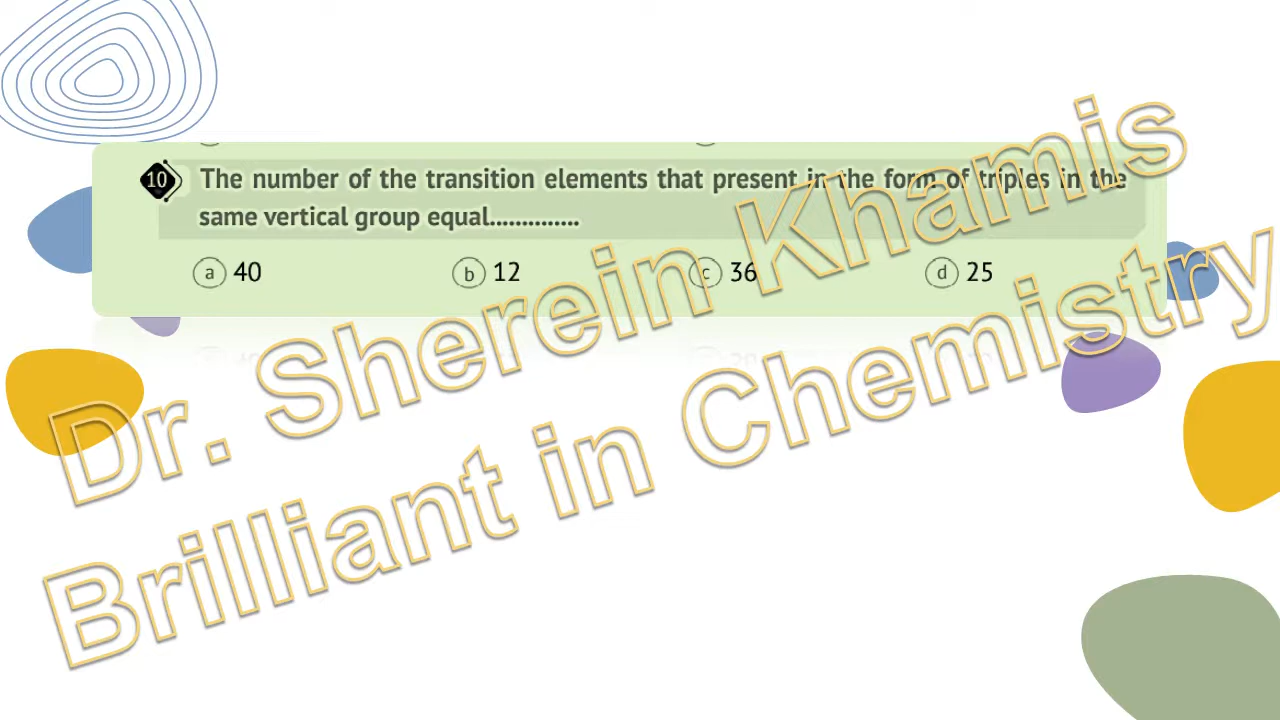 10 The number of the transition elements that present in the form of triples in the
same vertical group equal..............
a 40 b 12 c 36 d 25
Dr. Sherein Khamis
Brilliant in Chemistry